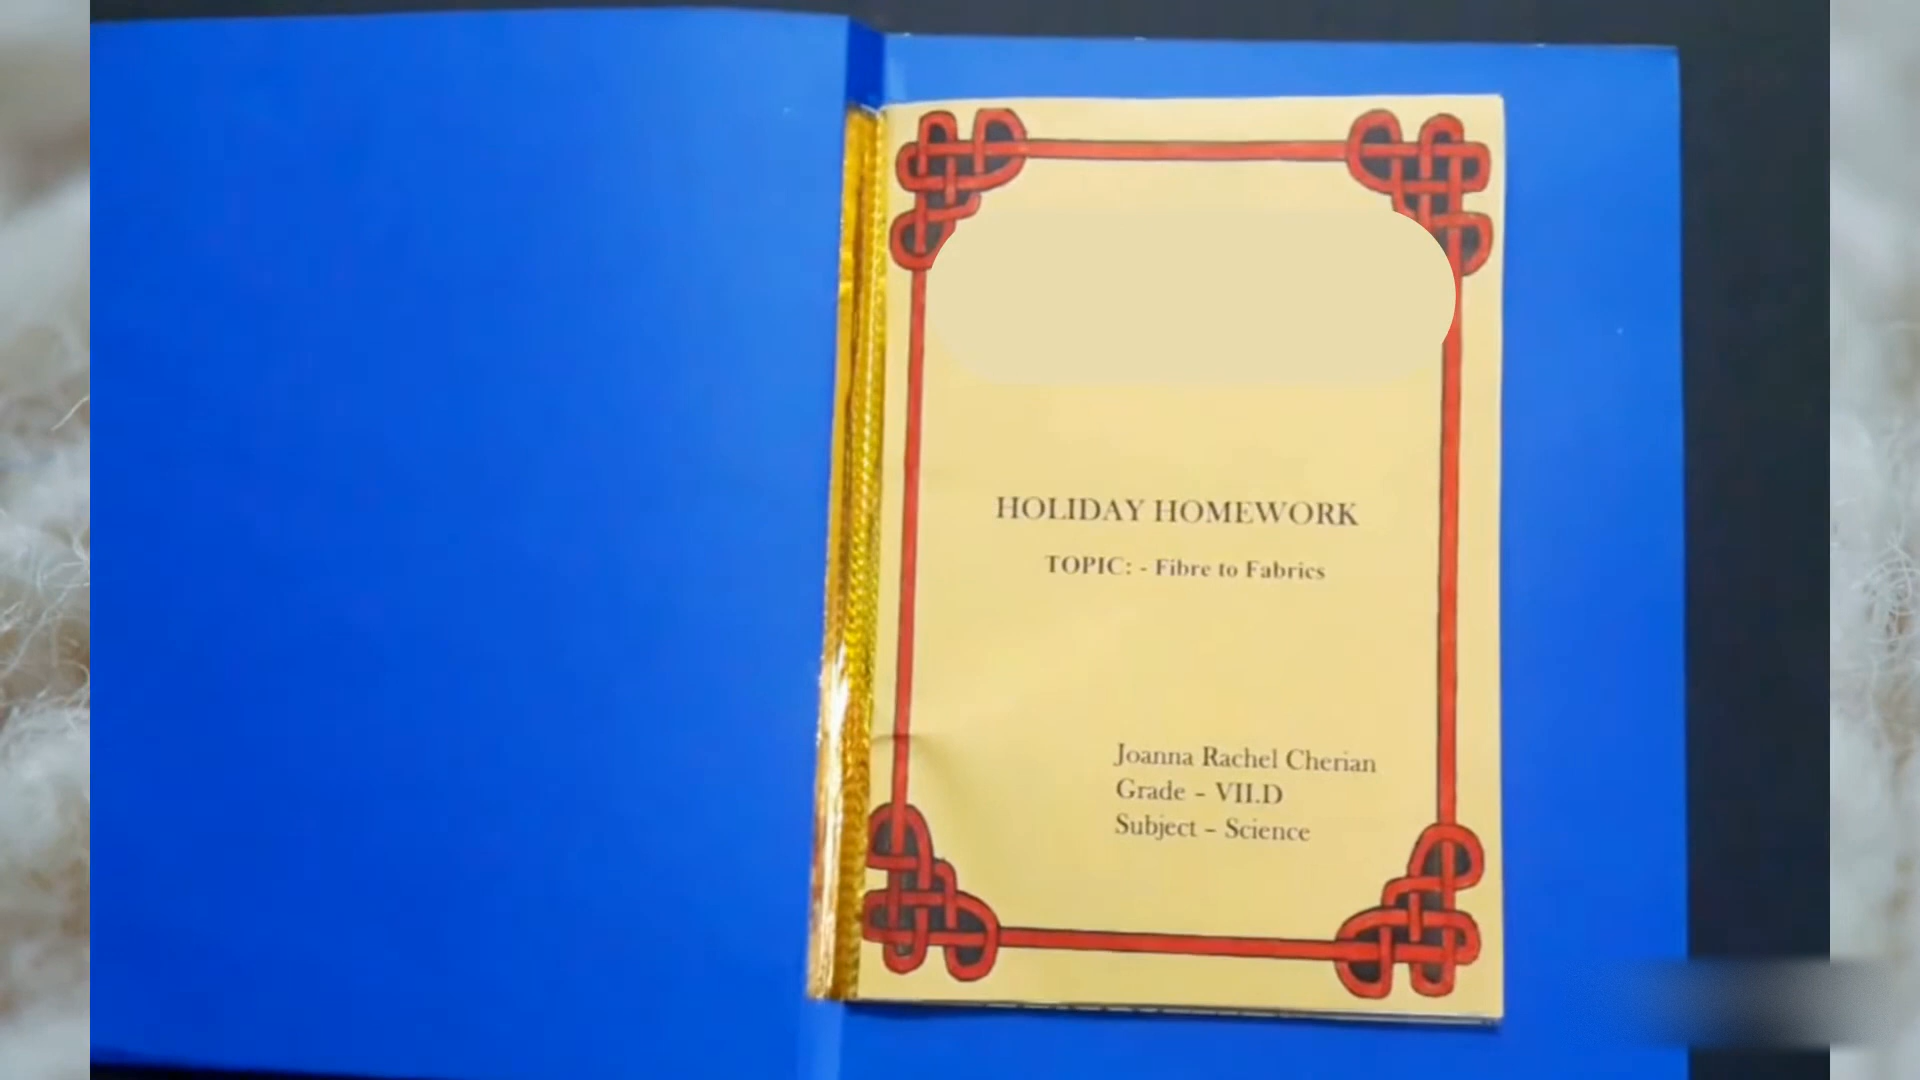 HOLIDAY HOMEWORK
TOPIC: - Fibre to Fabrics
Joanna Rachel Cherian
Grade - VII.D
Subject - Science